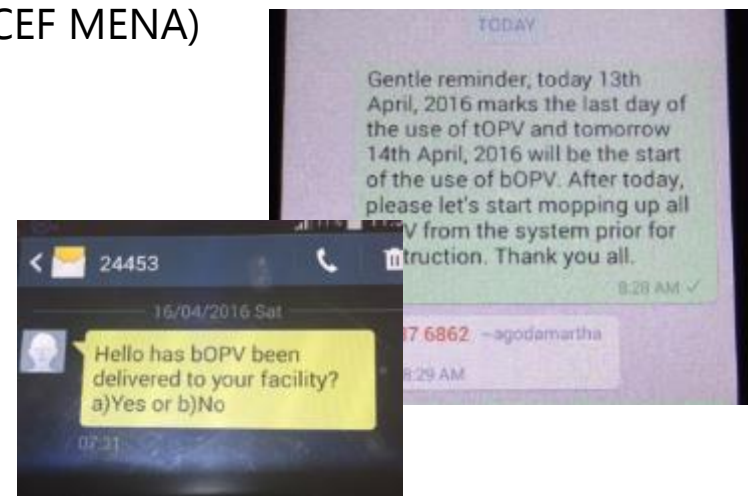 CEF MENA)
TODAY
Gentle reminder, today 13th
April, 2016 marks the last day of
the use of tOPV and tomorrow
14th April, 2016 will be the start
of the use of bOPV. After today,
please let's start mopping up all
V from the system prior for
truction. Thank you all.
8:28 AM
7 6862 ~agodamartha
8:29 AM
24453
16/04/2016 Sat
Hello has bOPV been
delivered to your facility?
a)Yes or b)No
07:31